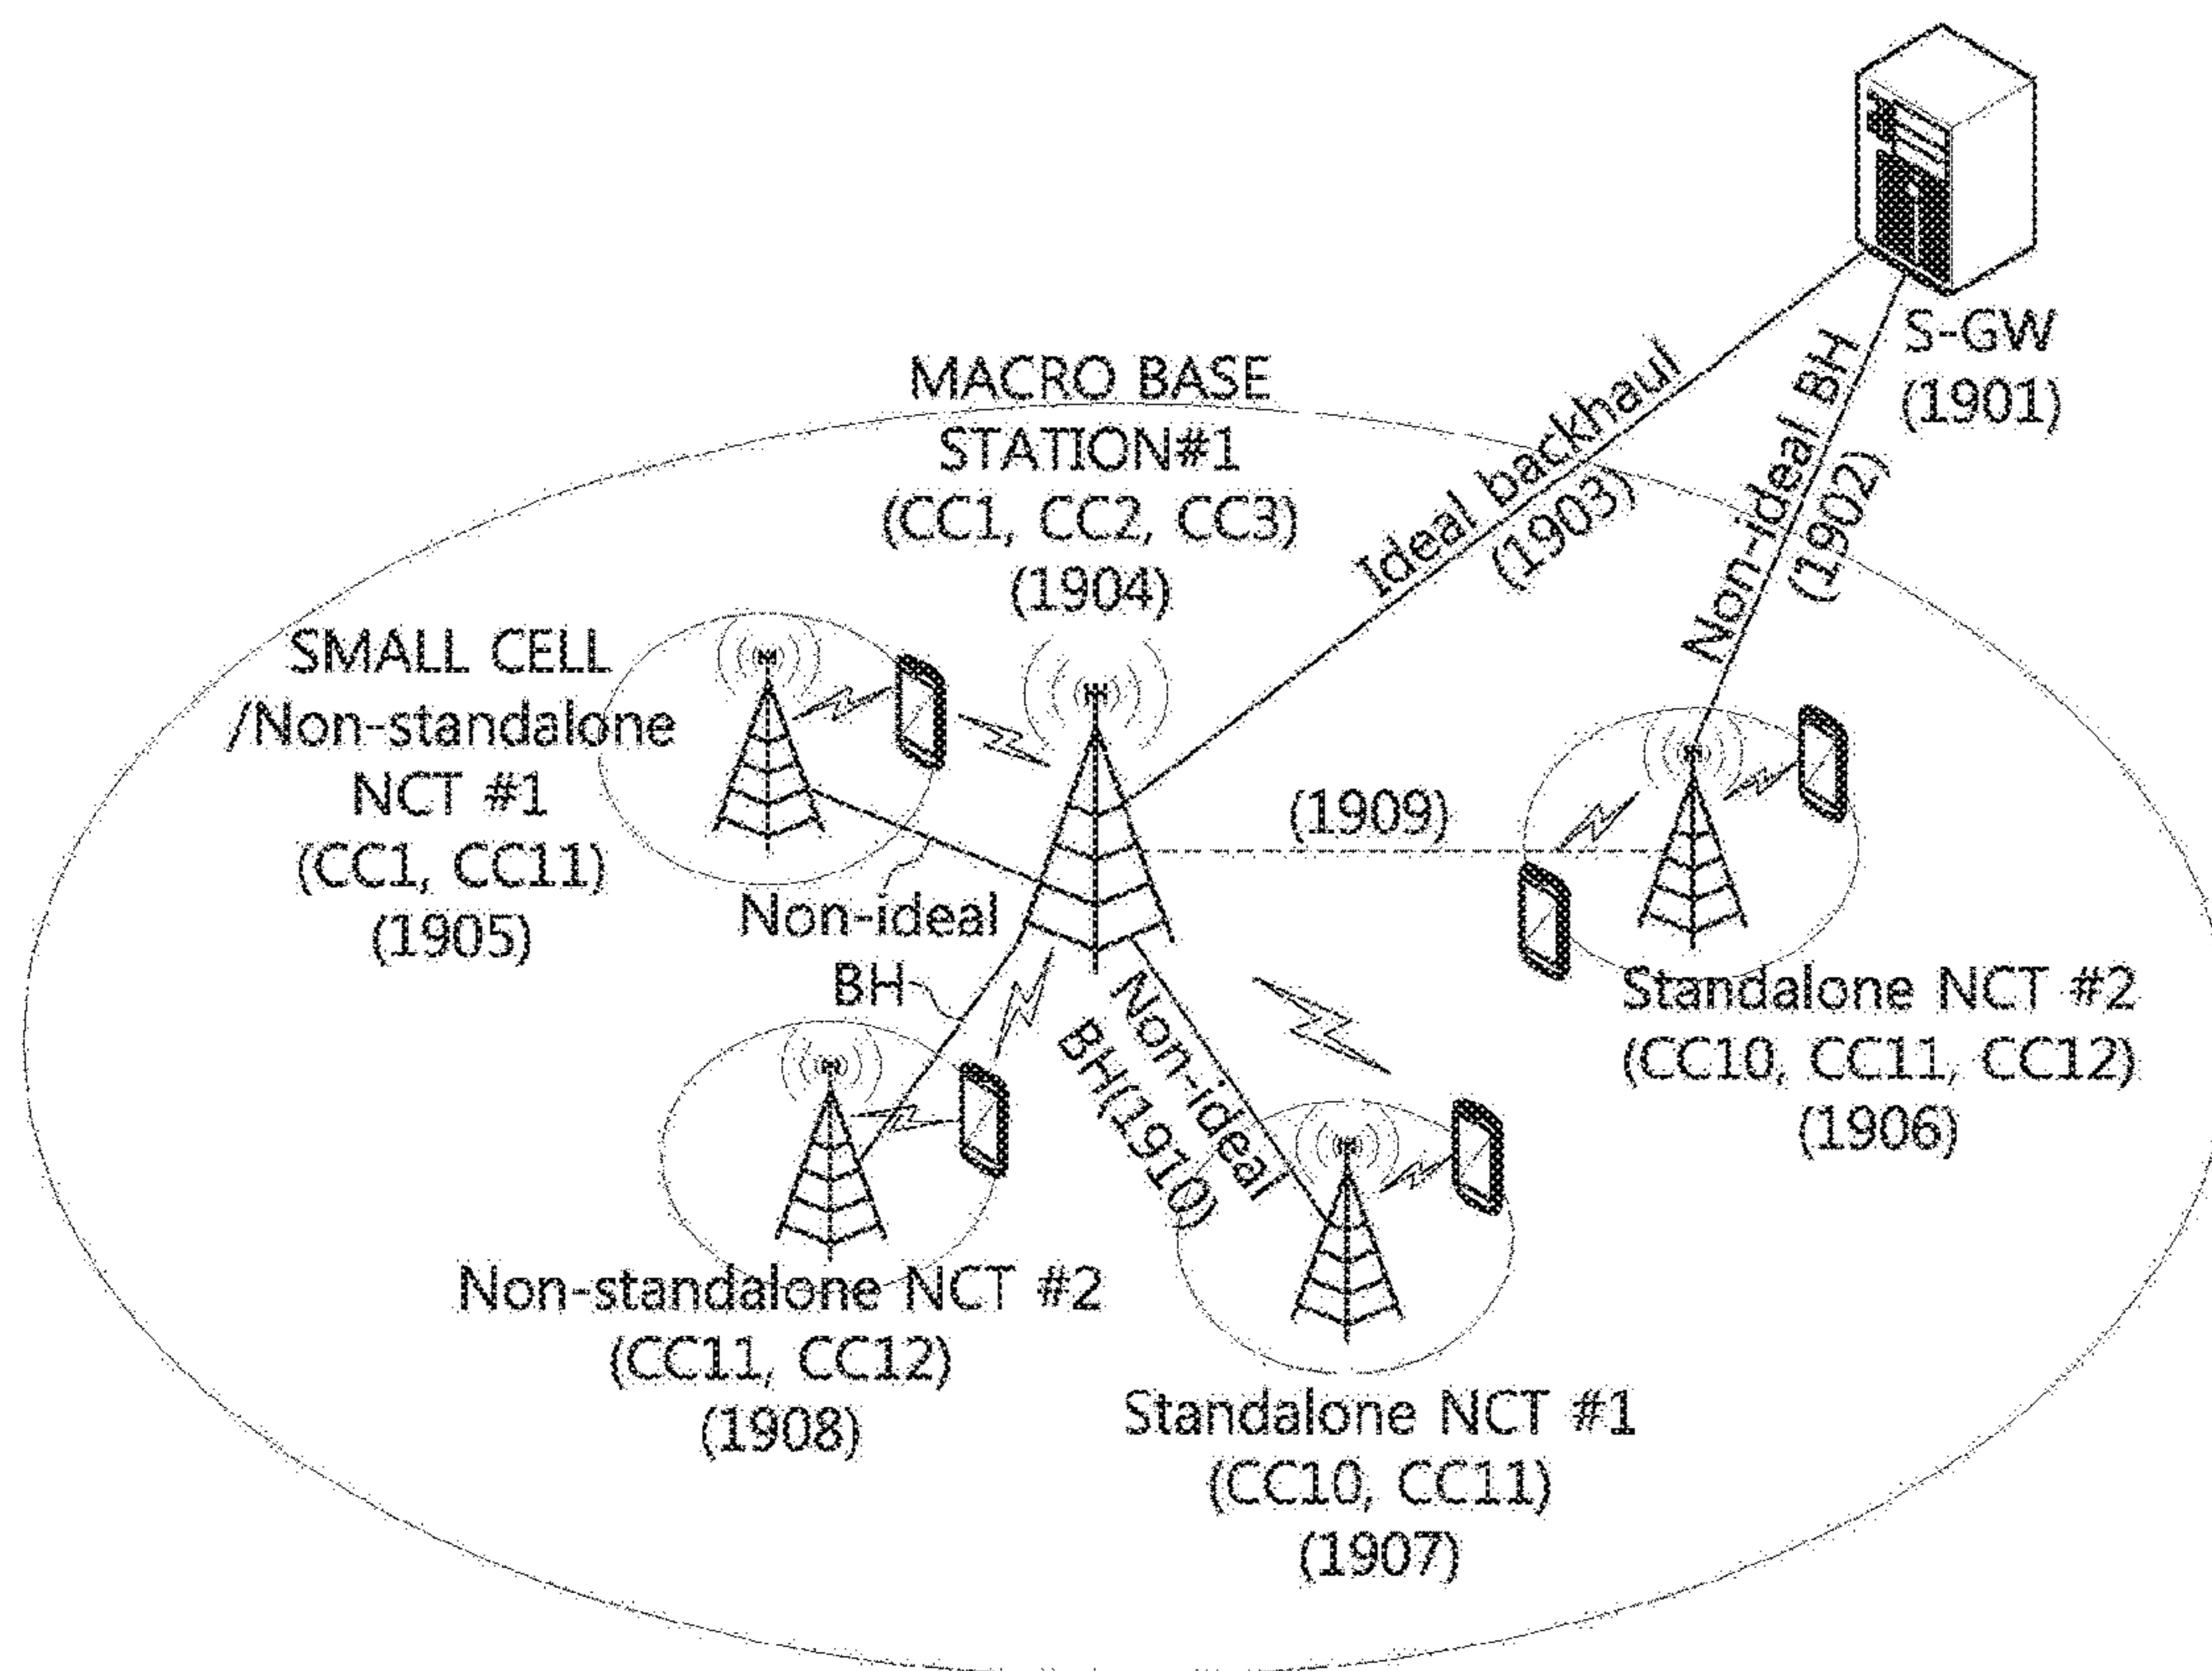 S-GW
(1901)
MACRO BASE
STATION#1
(CC1, CC2, CC3)
(1904)
Ideal backhaul
(1903)
Non-ideal BH
(1902)
SMALL CELL
/Non-standalone
NCT #1
(CC1, CC11)
(1905)
(1909)
Non-ideal
BH
Non-ideal
BH(1910)
Standalone NCT #2
(CC10, CC11, CC12)
(1906)
Non-standalone NCT #2
(CC11, CC12)
(1908)
Standalone NCT #1
(CC10, CC11)
(1907)